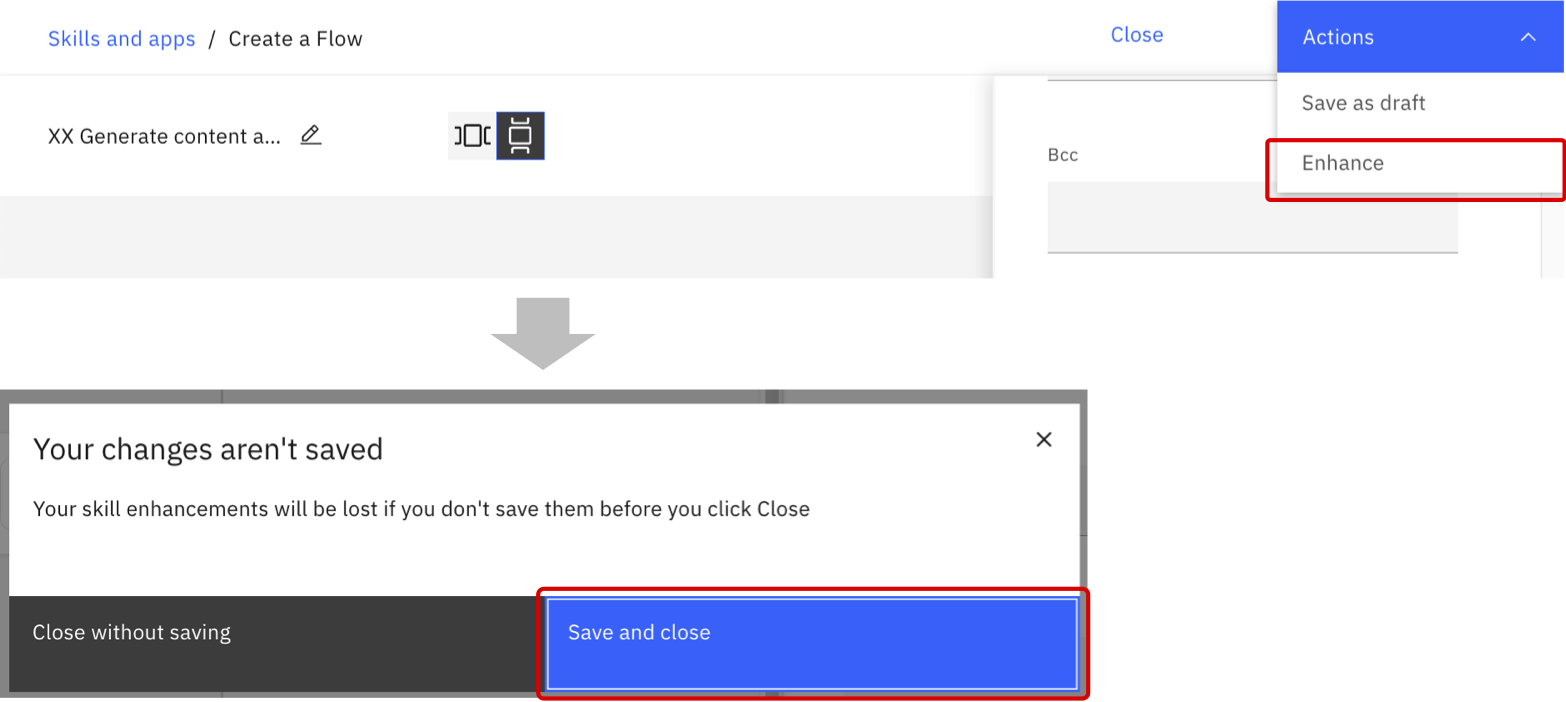 Skills and apps / Create a Flow
Close
Actions
Save as draft
XX Generate content a...
Bcc
Enhance
Your changes aren't saved
Your skill enhancements will be lost if you don't save them before you click Close
Close without saving
Save and close